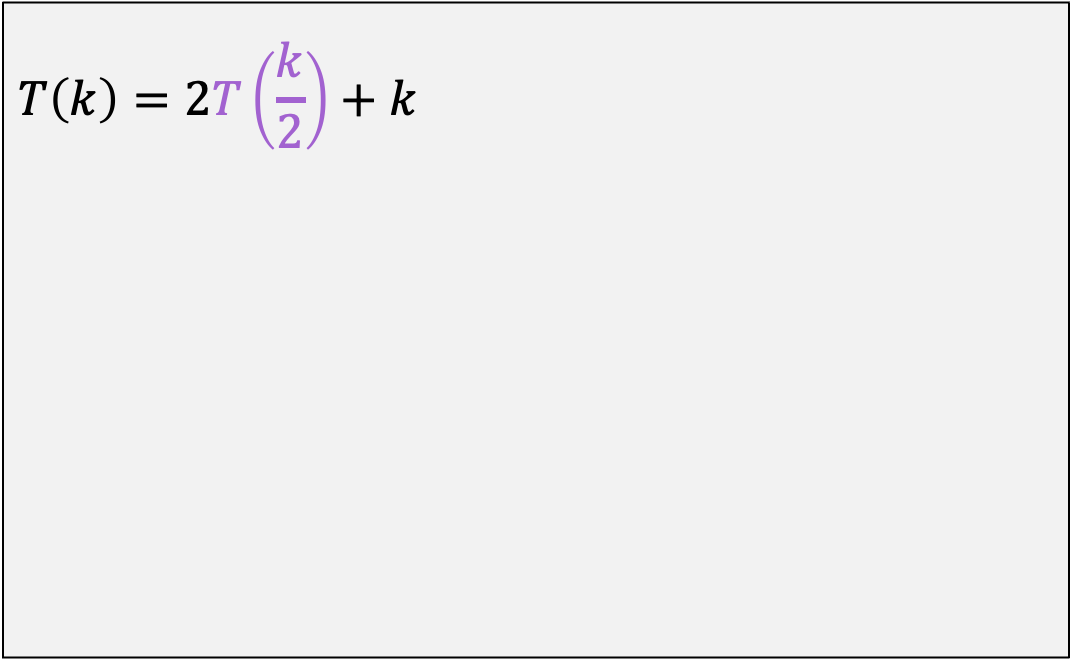 T(k) = 2T(k/2) + k